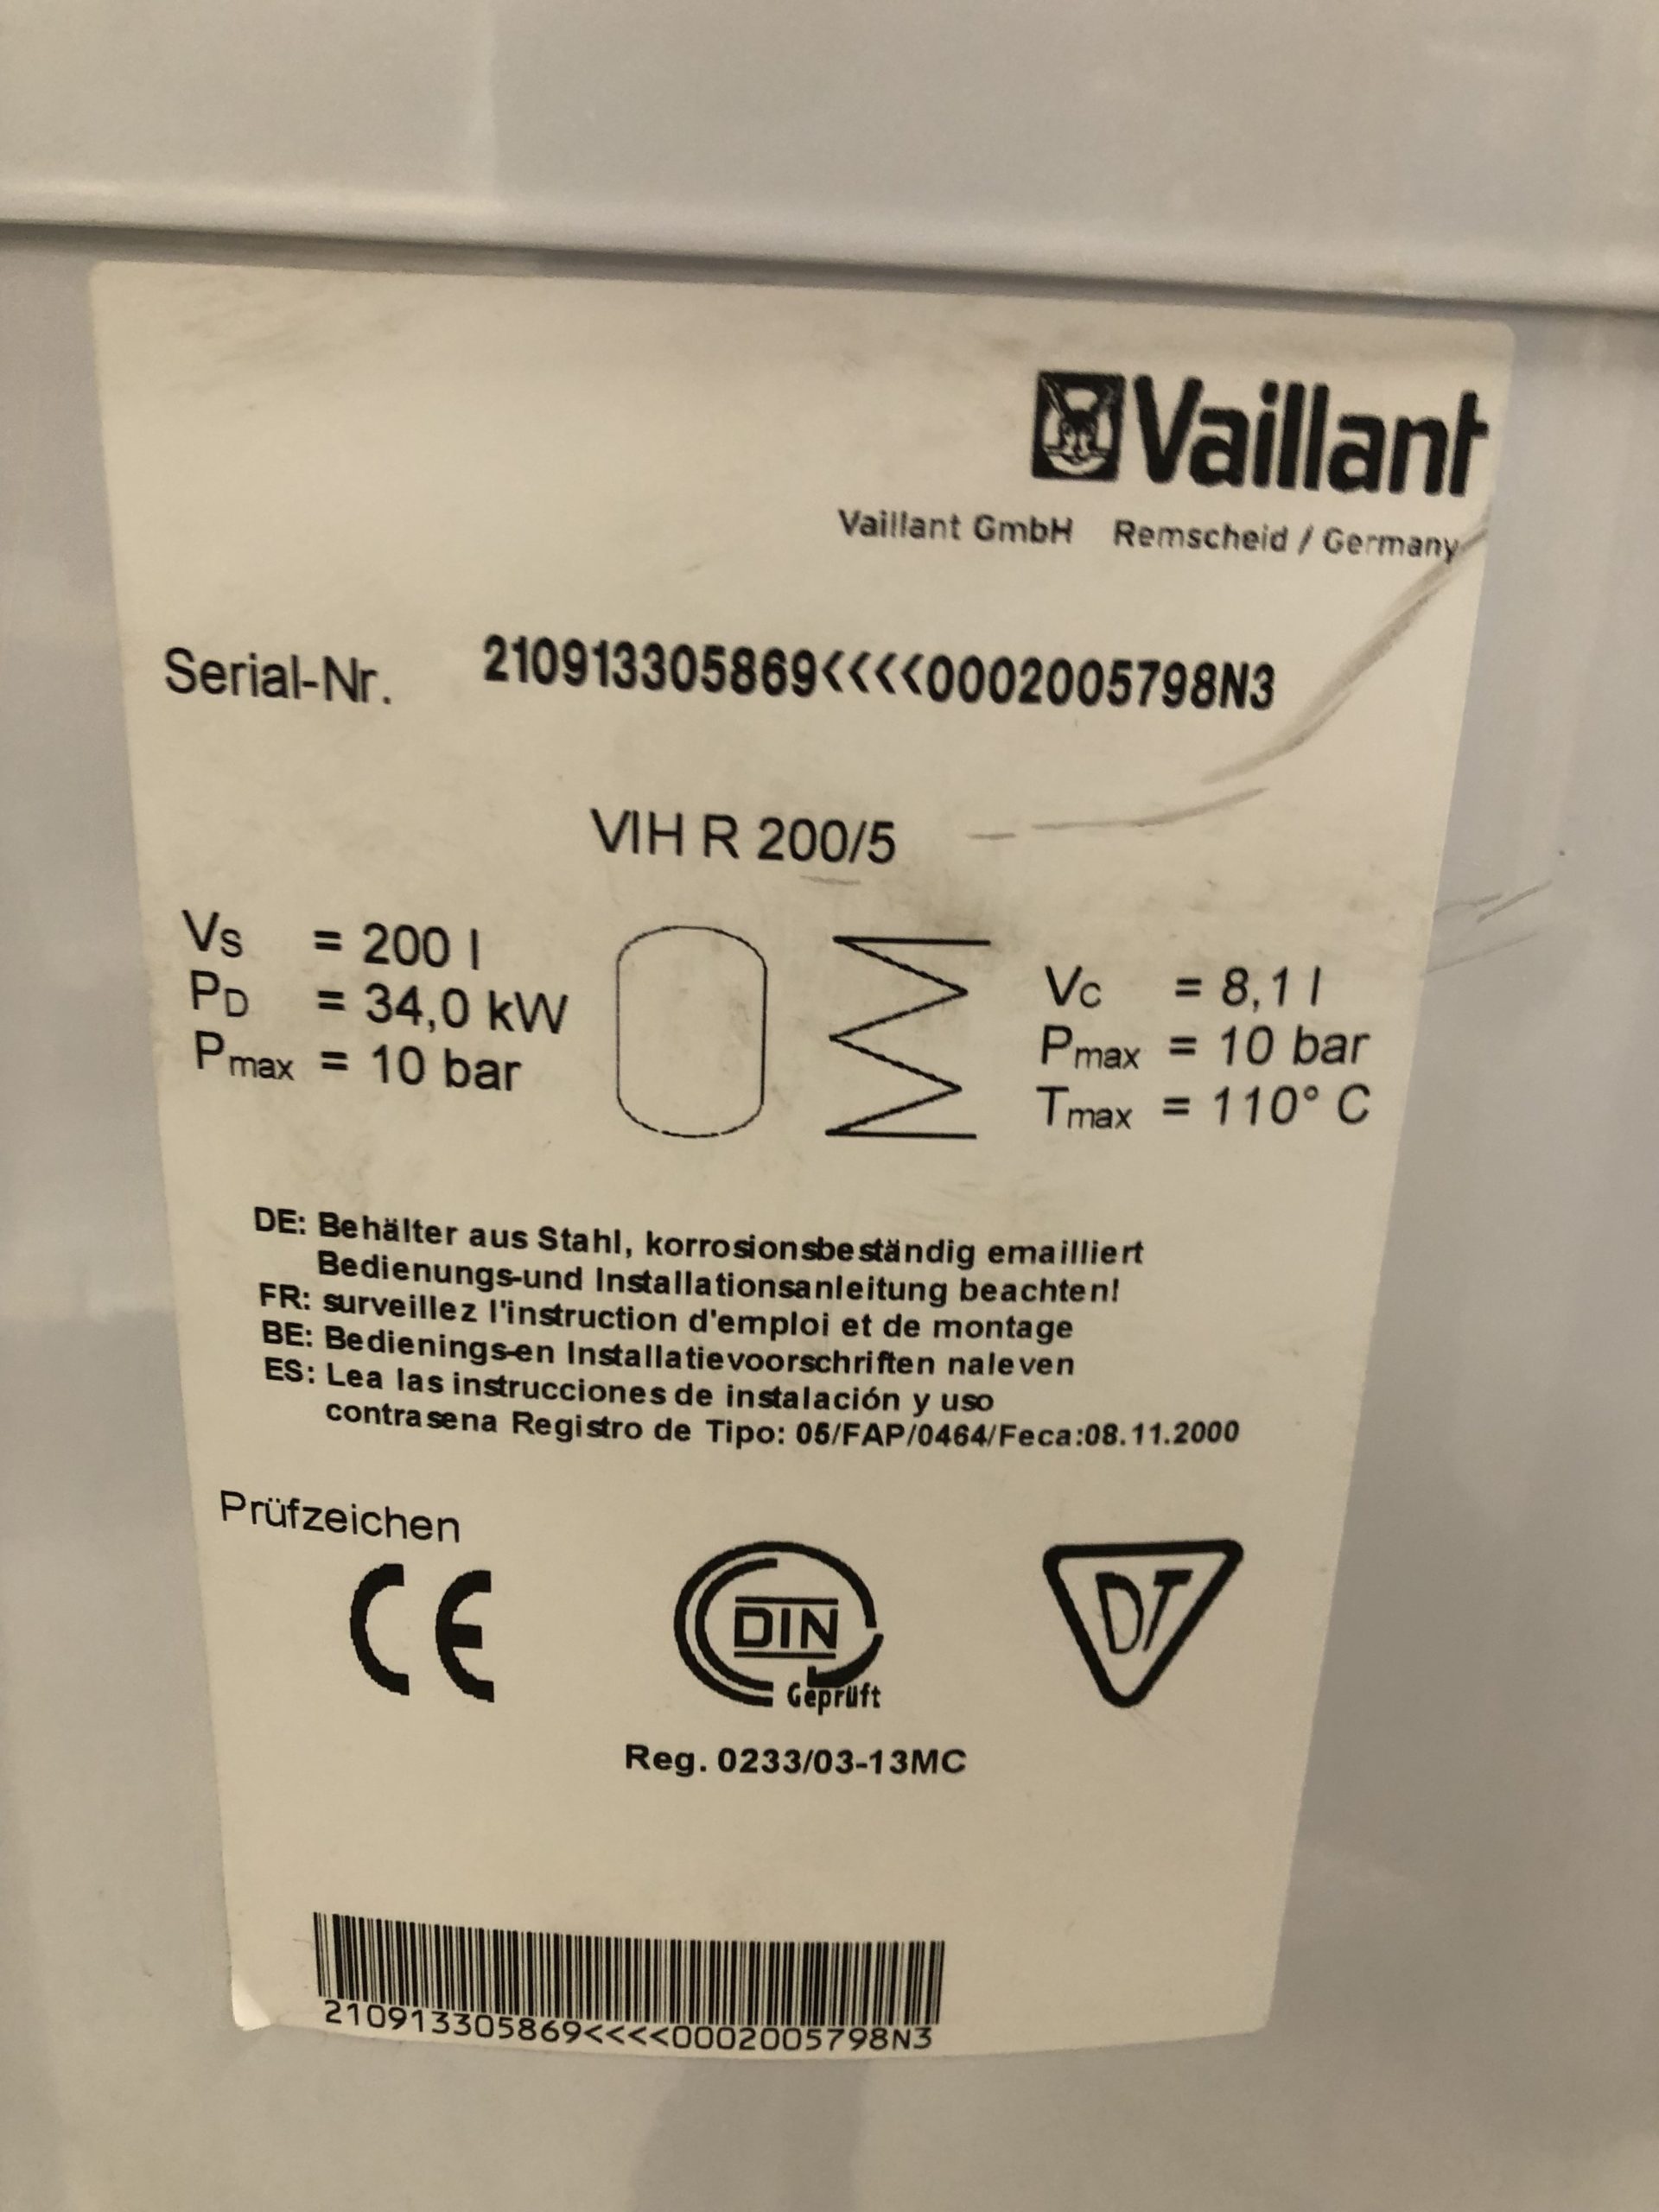 Vaillant
Vaillant GmbH Remscheid / Germany
Serial-Nr. 210913305869<<<<0002005798N3
VIH R 200/5
Vs = 200 l
PD = 34,0 kW
Pmax = 10 bar
Vc = 8,1 l
Pmax = 10 bar
Tmax = 110° C
DE: Behälter aus Stahl, korrosionsbeständig emailliert
Bedienungs-und Installationsanleitung beachten!
FR: surveillez l'instruction d'emploi et de montage
BE: Bedienings-en Installatievoorschriften naleven
ES: Lea las instrucciones de instalación y uso
contrasena Registro de Tipo: 05/FAP/0464/Feca:08.11.2000
Prüfzeichen
CE
DIN
Geprüft
DT
Reg. 0233/03-13MC
210913305869<<<<0002005798N3